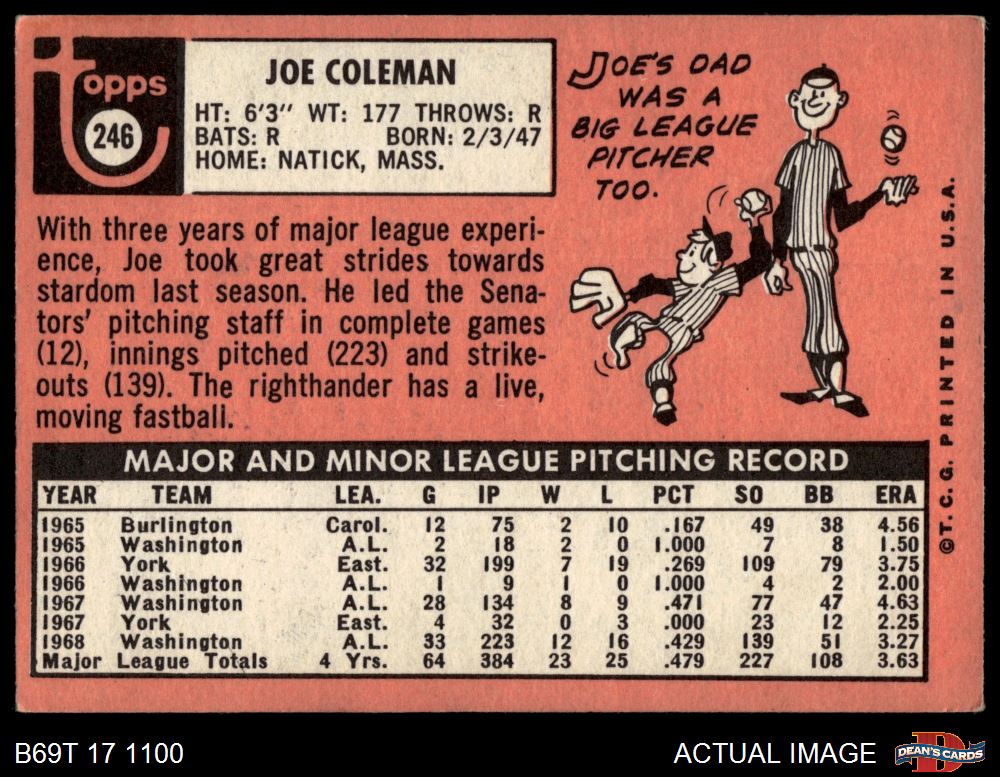 Topps
246
JOE COLEMAN
HT: 6'3" WT: 177 THROWS: R
BATS: R BORN: 2/3/47
HOME: NATICK, MASS.
JOE'S DAD
WAS A
BIG LEAGUE
PITCHER
TOO.
With three years of major league experi-
ence, Joe took great strides towards
stardom last season. He led the Sena-
tors' pitching staff in complete games
(12), innings pitched (223) and strike-
outs (139). The righthander has a live,
moving fastball.
©T.C.G. PRINTED IN U.S.A.
MAJOR AND MINOR LEAGUE PITCHING RECORD
YEAR TEAM LEA. G IP W L PCT SO BB ERA
1965 Burlington Carol. 12 75 2 10 .167 49 38 4.56
1965 Washington A.L. 2 18 2 0 1.000 7 8 1.50
1966 York East. 32 199 7 19 .269 109 79 3.75
1966 Washington A.L. 1 9 1 0 1.000 4 2 2.00
1967 Washington A.L. 28 134 8 9 .471 77 47 4.63
1967 York East. 4 32 0 3 .000 23 12 2.25
1968 Washington A.L. 33 223 12 16 .429 139 51 3.27
Major League Totals 4 Yrs. 64 384 23 25 .479 227 108 3.63
B69T 17 1100
ACTUAL IMAGE
D
DEAN'S CARDS